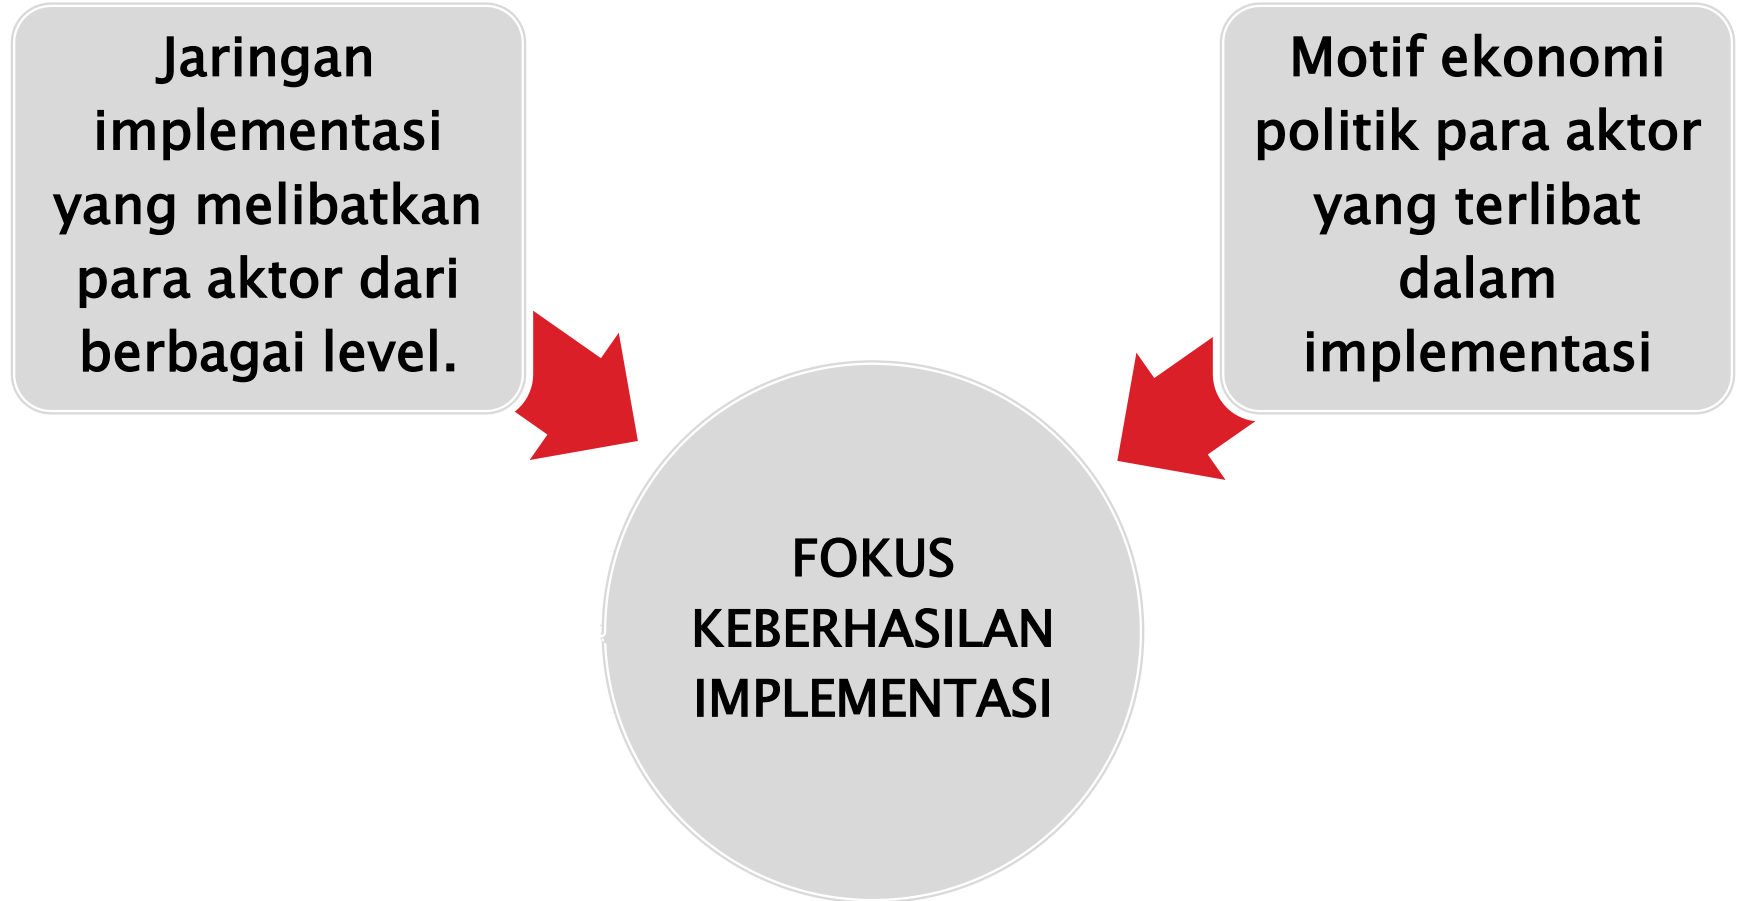 Jaringan
implementasi
yang melibatkan
para aktor dari
berbagai level.
Motif ekonomi
politik para aktor
yang terlibat
dalam
implementasi
FOKUS
KEBERHASILAN
IMPLEMENTASI